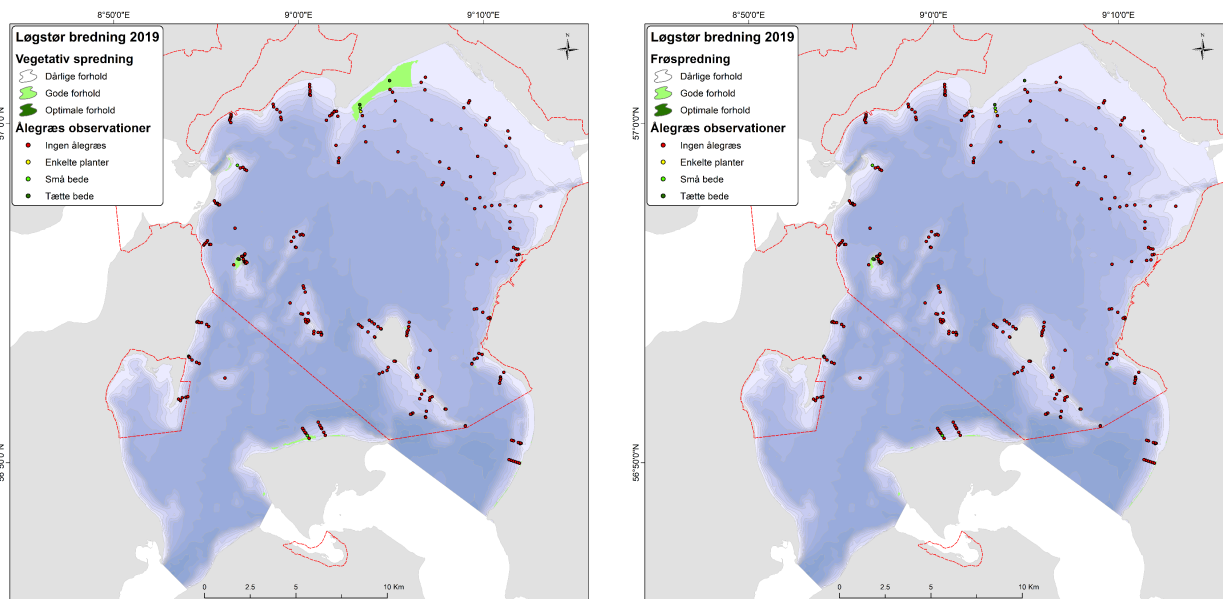 8°50'0"E 9°0'0"E 9°10'0"E
Løgstør bredning 2019
Vegetativ spredning
Dårlige forhold
Gode forhold
Optimale forhold
Ålegræs observationer
Ingen ålegræs
Enkelte planter
Små bede
Tætte bede
N
57°0'0"N
56°50'0"N
0 2.5 5 10 Km
8°50'0"E 9°0'0"E 9°10'0"E
Løgstør bredning 2019
Frøspredning
Dårlige forhold
Gode forhold
Optimale forhold
Ålegræs observationer
Ingen ålegræs
Enkelte planter
Små bede
Tætte bede
N
57°0'0"N
56°50'0"N
0 2.5 5 10 Km